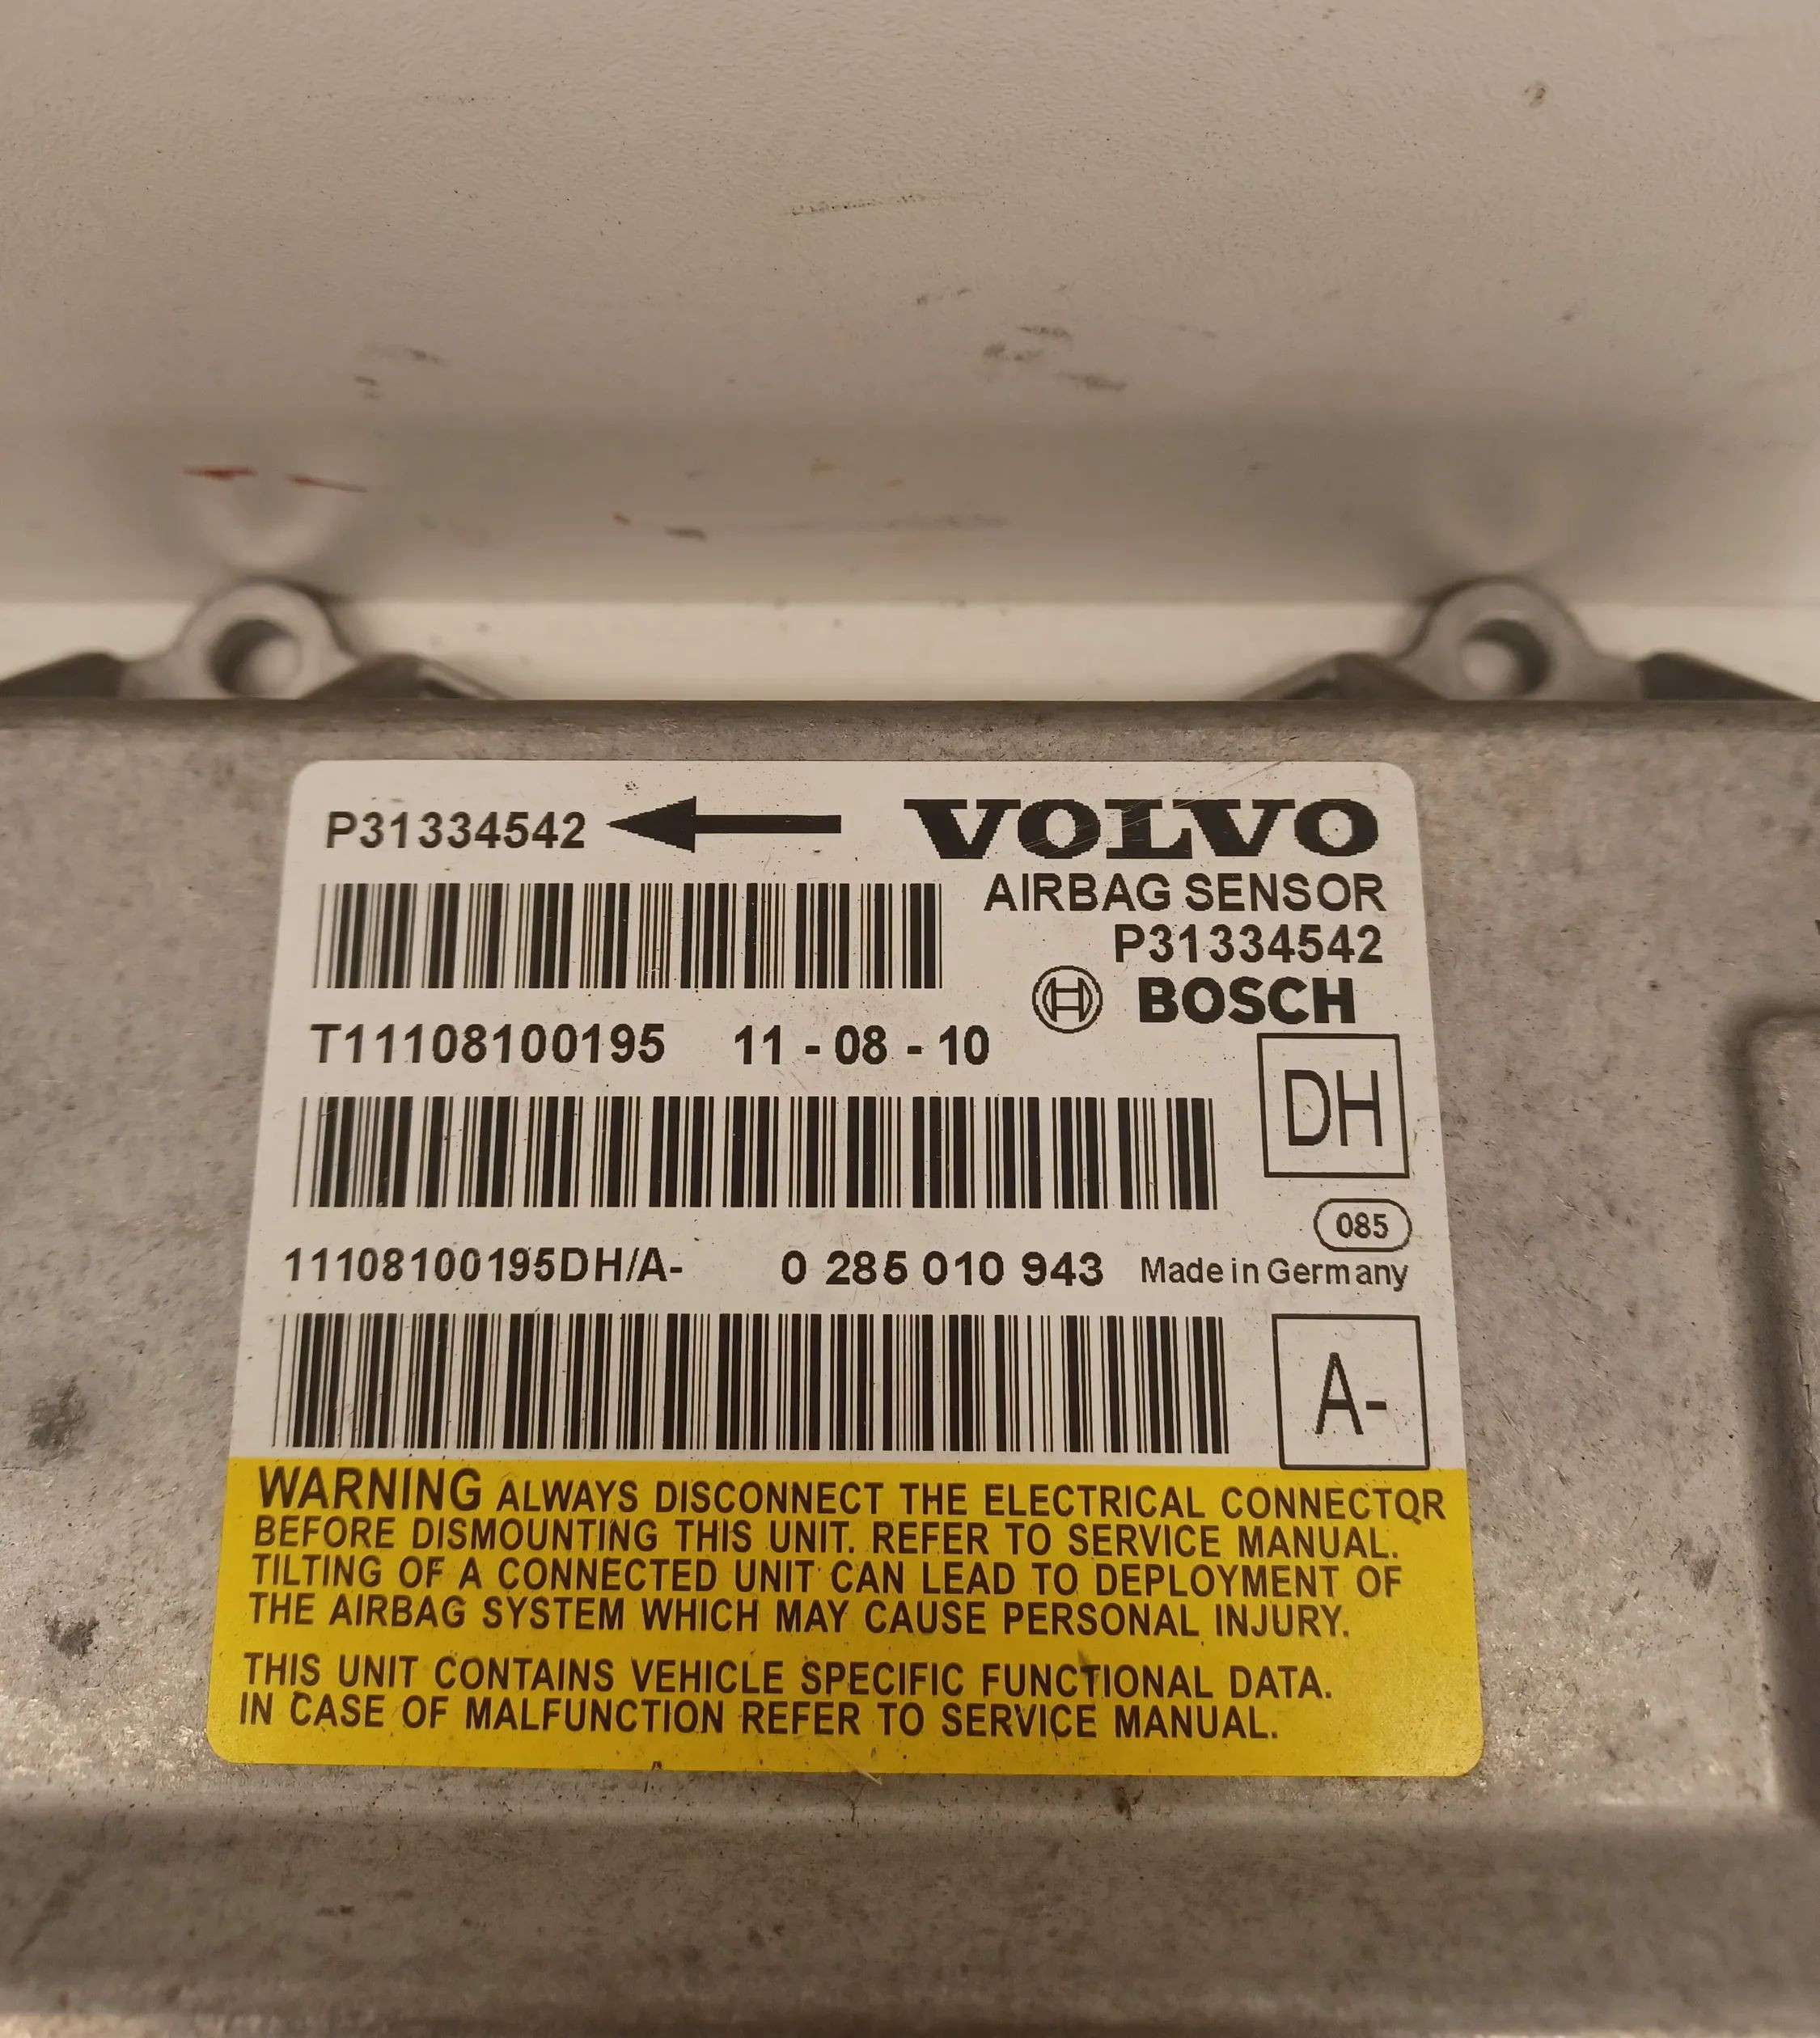 P31334542
VOLVO
AIRBAG SENSOR
P31334542
BOSCH
T11108100195 11 - 08 - 10
DH
085
11108100195DH/A- 0 285 010 943 Made in Germany
A-
WARNING ALWAYS DISCONNECT THE ELECTRICAL CONNECTOR
BEFORE DISMOUNTING THIS UNIT. REFER TO SERVICE MANUAL.
TILTING OF A CONNECTED UNIT CAN LEAD TO DEPLOYMENT OF
THE AIRBAG SYSTEM WHICH MAY CAUSE PERSONAL INJURY.
THIS UNIT CONTAINS VEHICLE SPECIFIC FUNCTIONAL DATA.
IN CASE OF MALFUNCTION REFER TO SERVICE MANUAL.